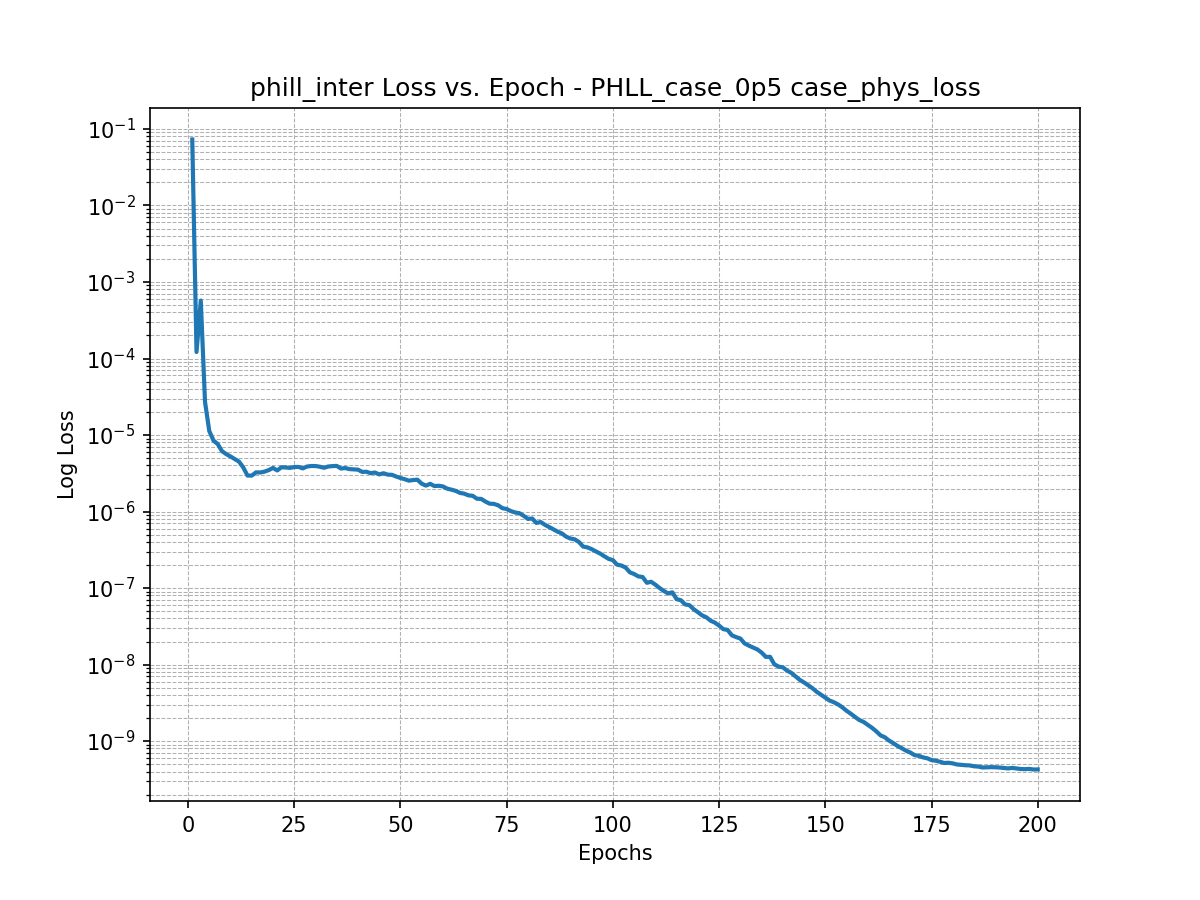 phill_inter Loss vs. Epoch - PHLL_case_0p5 case_phys_loss
10⁻¹
10⁻²
10⁻³
10⁻⁴
10⁻⁵
10⁻⁶
10⁻⁷
10⁻⁸
10⁻⁹
Log Loss
0 25 50 75 100 125 150 175 200
Epochs